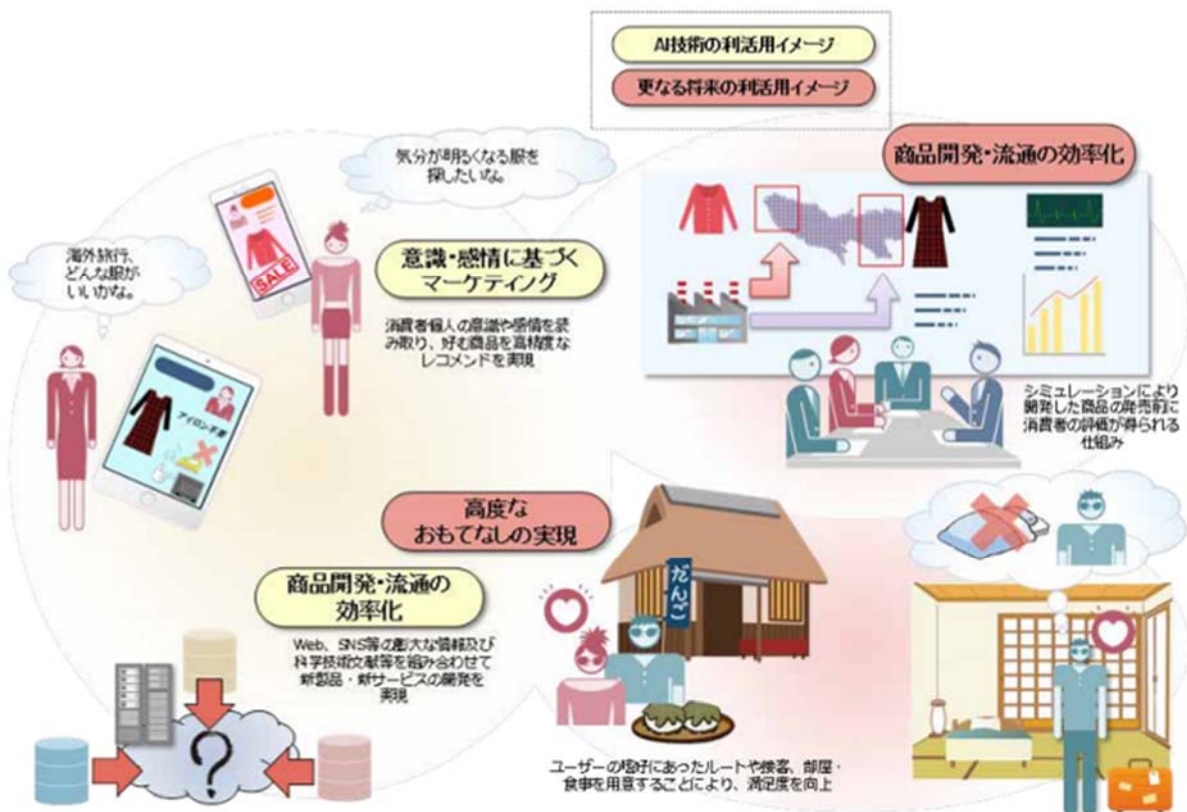 AI技術の利活用イメージ
更なる将来の利活用イメージ
気分が明るくなる服を
探したいな。
海外旅行、
どんな服が
いいかな。
SALE
意識・感情に基づく
マーケティング
消費者個人の意識や感情を読
み取り、好む商品を高精度な
レコメンドを実現
アイロン不要
商品開発・流通の効率化
シミュレーションにより
開発した商品の発売前に
消費者の評価が得られる
仕組み
高度な
おもてなしの実現
だんご
商品開発・流通の
効率化
Web、SNS等の膨大な情報及び
科学技術文献等を組み合わせて
新製品・新サービスの開発を
実現
?
ユーザーの嗜好にあったルートや接客、部屋・
食事を用意することにより、満足度を向上